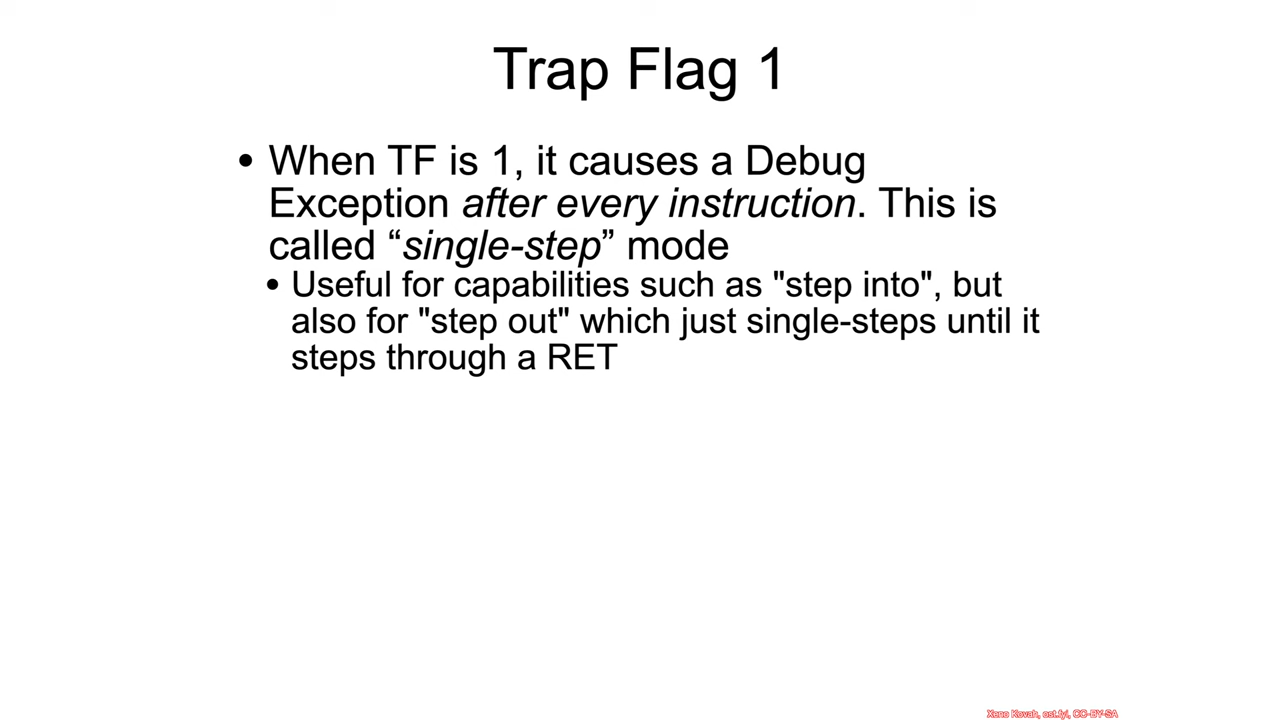 Trap Flag 1
• When TF is 1, it causes a Debug
Exception after every instruction. This is
called “single-step” mode
• Useful for capabilities such as "step into", but
also for "step out" which just single-steps until it
steps through a RET
Xeno Kovah, ost.fyi, CC-BY-SA